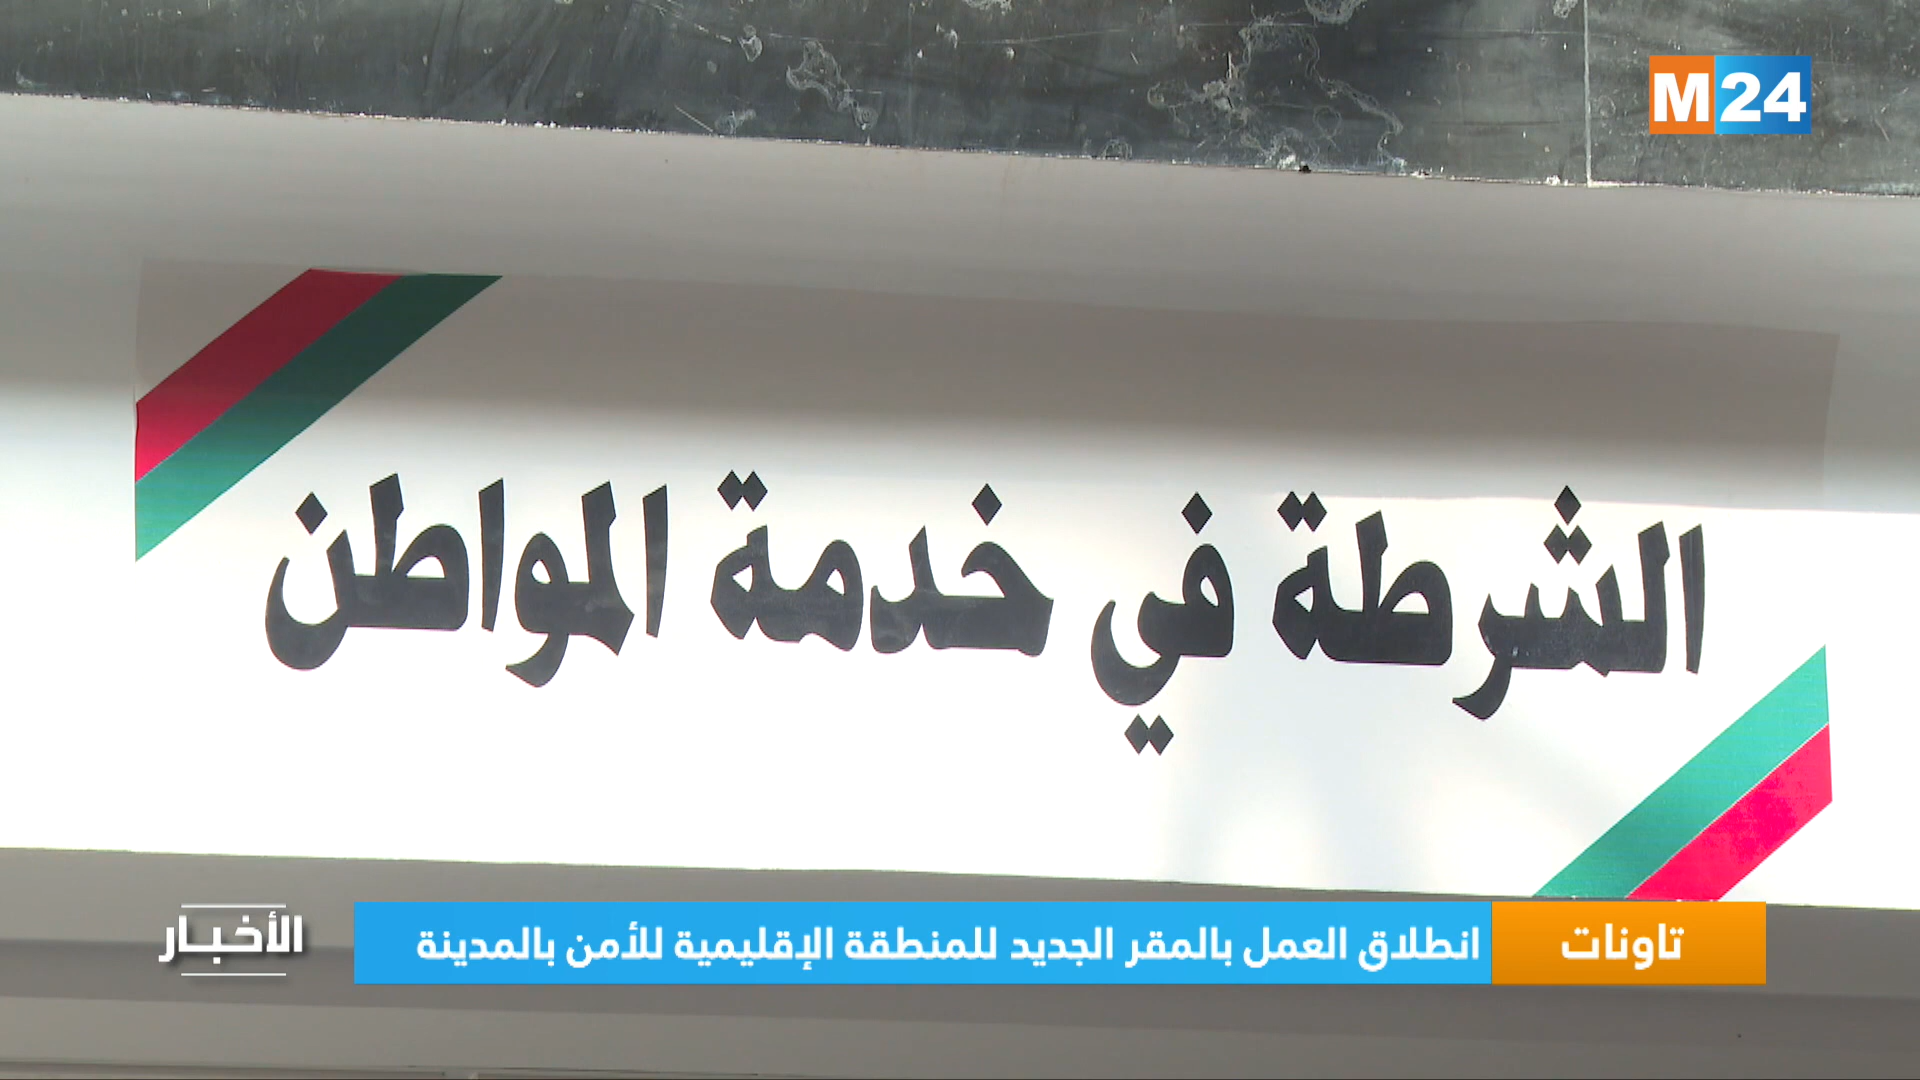 M24
الشرطة في خدمة المواطن
تاونات
انطلاق العمل بالمقر الجديد للمنطقة الإقليمية للأمن بالمدينة
الأخبار